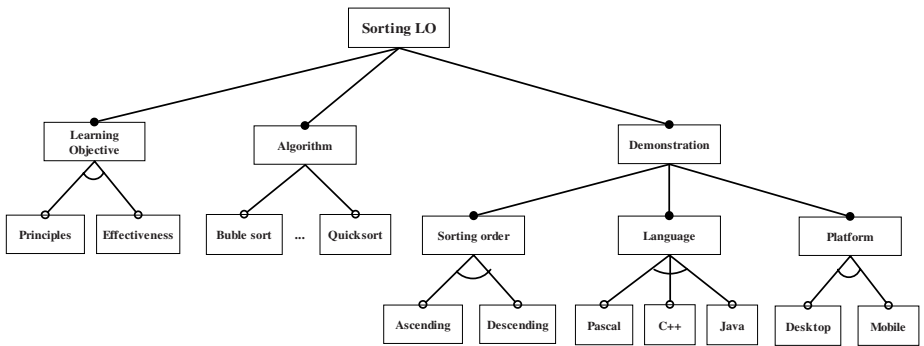 Sorting LO
Learning
Objective
Algorithm
Demonstration
Principles
Effectiveness
Buble sort
...
Quicksort
Sorting order
Language
Platform
Ascending
Descending
Pascal
C++
Java
Desktop
Mobile